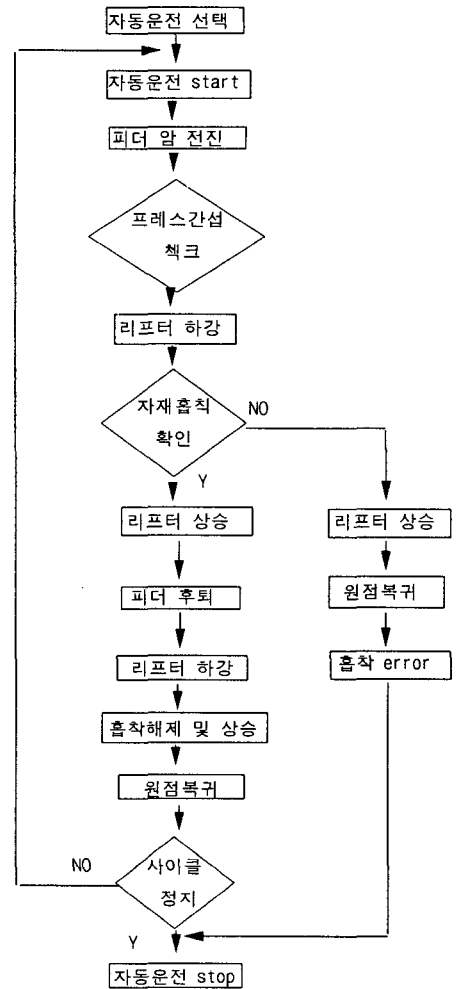 자동운전 선택
자동운전 start
피더 암 전진
프레스간섭
첵크
리프터 하강
자재흡칙
확인
NO
Y
리프터 상승
리프터 상승
피더 후퇴
원점복귀
리프터 하강
흡착 error
흡착해제 및 상승
원점복귀
NO
사이클
정지
Y
자동운전 stop